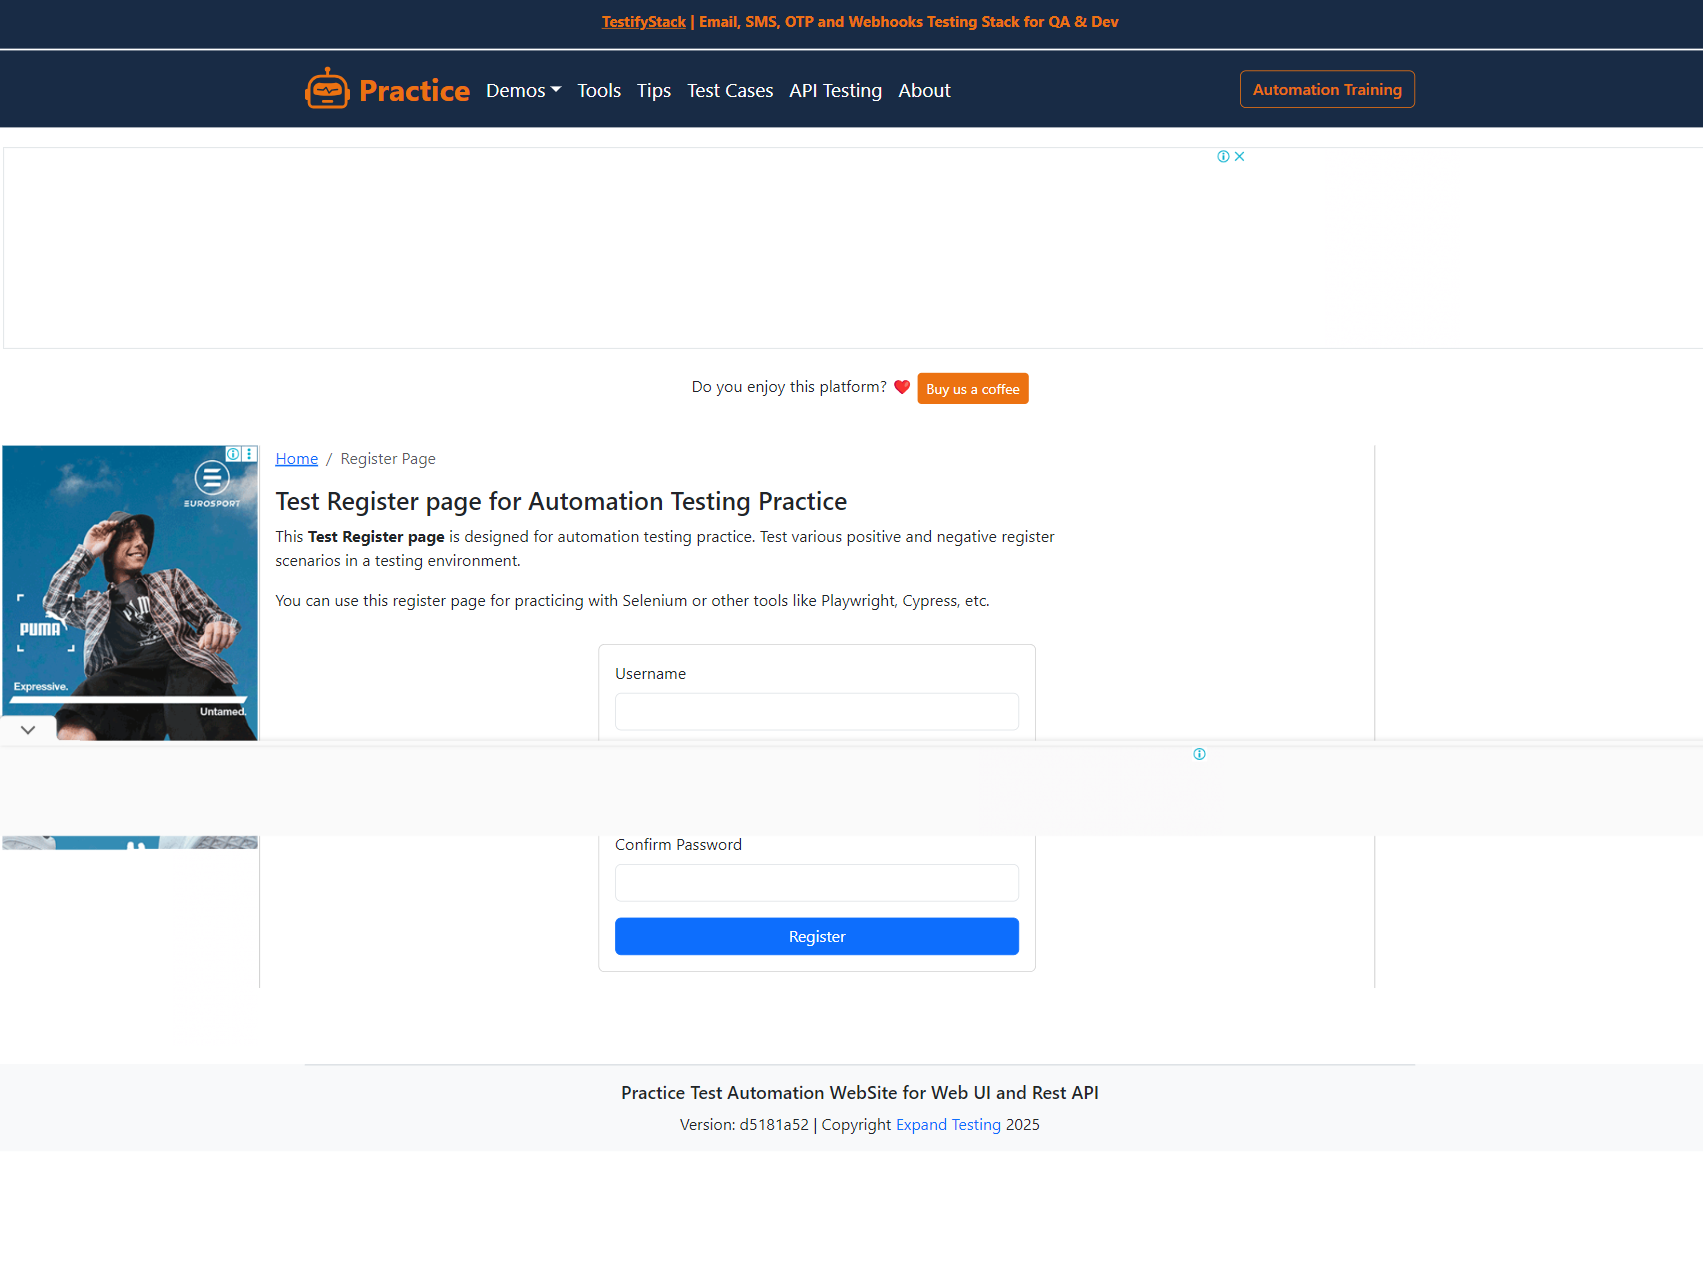 TestifyStack | Email, SMS, OTP and Webhooks Testing Stack for QA & Dev
Practice Demos Tools Tips Test Cases API Testing About Automation Training
Do you enjoy this platform? ❤️ Buy us a coffee
EUROSPORT
PUMA
Expressive.
Untamed.
Home / Register Page
Test Register page for Automation Testing Practice
This Test Register page is designed for automation testing practice. Test various positive and negative register
scenarios in a testing environment.
You can use this register page for practicing with Selenium or other tools like Playwright, Cypress, etc.
Username
Confirm Password
Register
Practice Test Automation WebSite for Web UI and Rest API
Version: d5181a52 | Copyright Expand Testing 2025